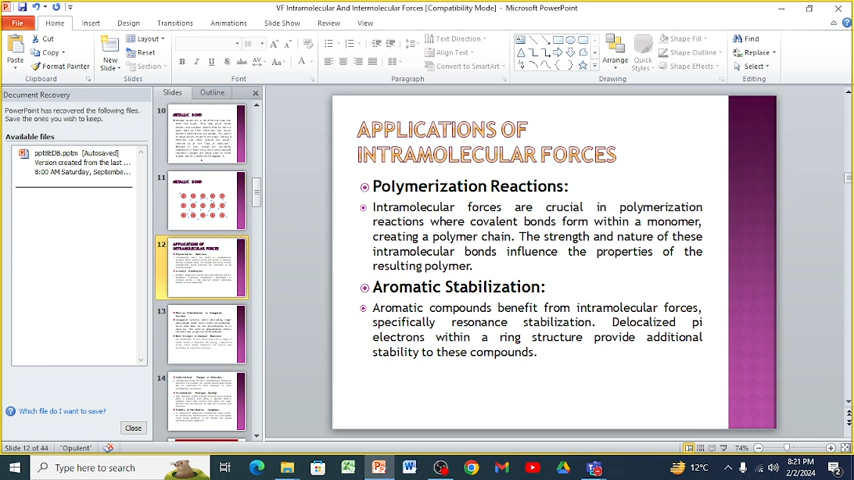 VF Intramolecular And Intermolecular Forces [Compatibility Mode] - Microsoft PowerPoint
File Home Insert Design Transitions Animations Slide Show Review View
Paste
Cut
Copy
Format Painter
Clipboard
New Slide
Layout
Reset
Section
Slides
38
Font
Paragraph
Text Direction
Align Text
Convert to SmartArt
Arrange
Quick Styles
Shape Fill
Shape Outline
Shape Effects
Drawing
Find
Replace
Select
Editing
Document Recovery
PowerPoint has recovered the following files.
Save the ones you wish to keep.
Available files
ppt8EDB.pptm [Autosaved]
Version created from the last ...
8:00 AM Saturday, Septembe...
Which file do I want to save?
Close
Slides Outline
10
METALLIC BOND
11
METALLIC BOND
12
APPLICATIONS OF
INTRAMOLECULAR FORCES
13
14
APPLICATIONS OF
INTRAMOLECULAR FORCES
Polymerization Reactions:
Intramolecular forces are crucial in polymerization
reactions where covalent bonds form within a monomer,
creating a polymer chain. The strength and nature of these
intramolecular bonds influence the properties of the
resulting polymer.
Aromatic Stabilization:
Aromatic compounds benefit from intramolecular forces,
specifically resonance stabilization. Delocalized pi
electrons within a ring structure provide additional
stability to these compounds.
Slide 12 of 44 "Opulent" 74%
Type here to search 12°C 8:21 PM
2/2/2024